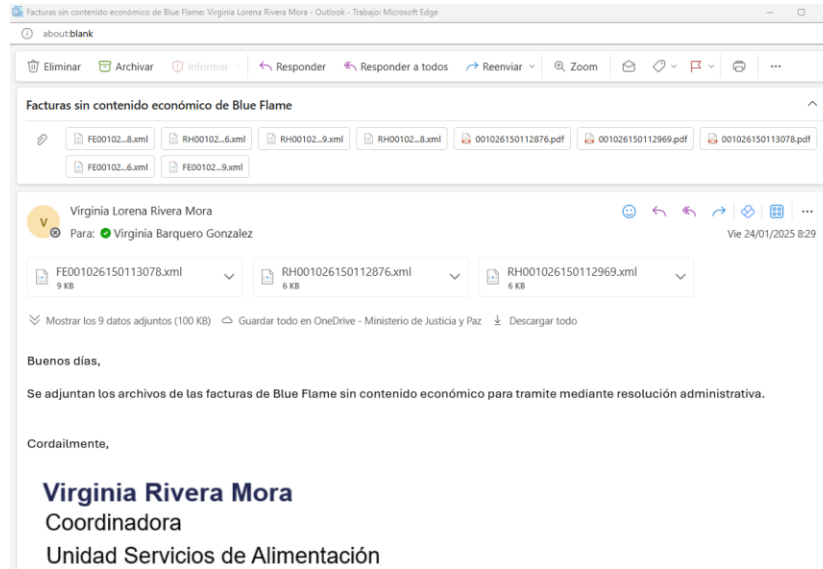 Facturas sin contenido económico de Blue Flame: Virginia Lorena Rivera Mora - Outlook - Trabajo: Microsoft Edge
about:blank
Eliminar Archivar Informar Responder Responder a todos Reenviar Zoom ...
Facturas sin contenido económico de Blue Flame
FE00102...8.xml RH00102...6.xml RH00102...9.xml RH00102...8.xml 001026150112876.pdf 001026150112969.pdf 001026150113078.pdf
FE00102...6.xml FE00102...9.xml
V
Virginia Lorena Rivera Mora
Para: Virginia Barquero Gonzalez
Vie 24/01/2025 8:29
FE001026150113078.xml RH001026150112876.xml RH001026150112969.xml
9 KB 6 KB 6 KB
Mostrar los 9 datos adjuntos (100 KB) Guardar todo en OneDrive - Ministerio de Justicia y Paz Descargar todo
Buenos días,
Se adjuntan los archivos de las facturas de Blue Flame sin contenido económico para tramite mediante resolución administrativa.
Cordailmente,
Virginia Rivera Mora
Coordinadora
Unidad Servicios de Alimentación